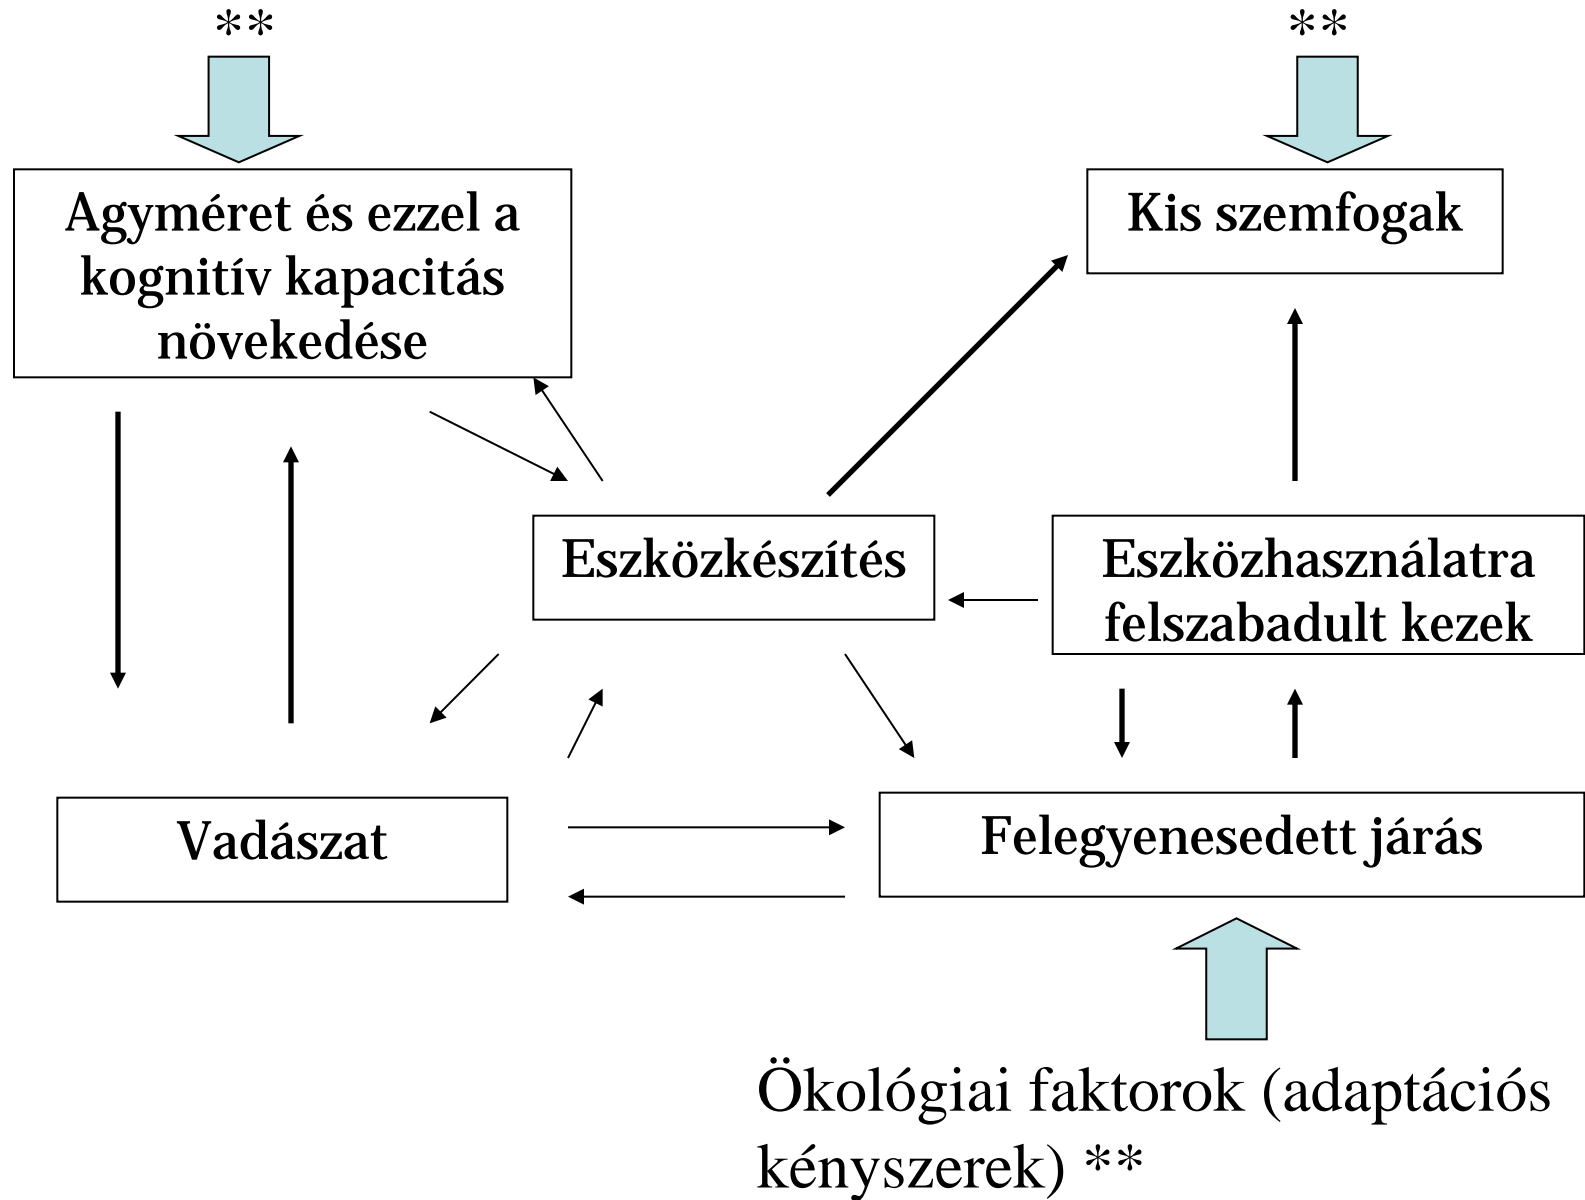 **
**
Agyméret és ezzel a
kognitív kapacitás
növekedése
Kis szemfogak
Eszközkészítés
Eszközhasználatra
felszabadult kezek
Vadászat
Felegyenesedett járás
Ökológiai faktorok (adaptációs
kényszerek) **